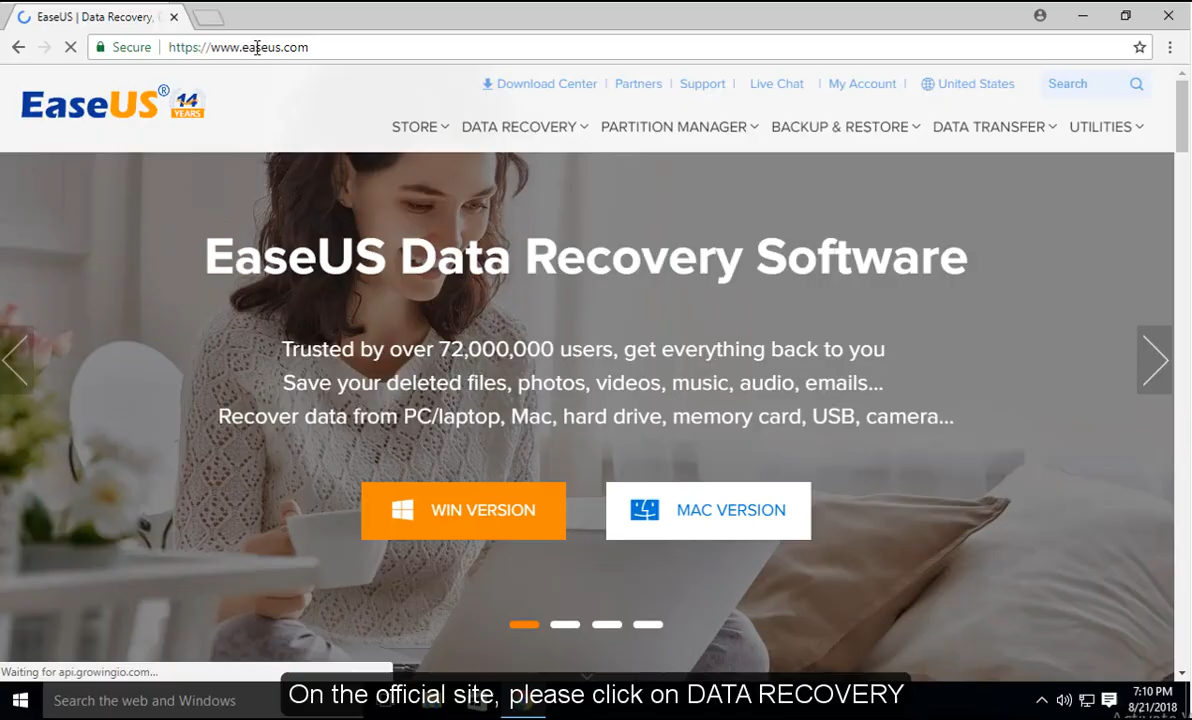 EaseUS | Data Recovery,
Secure https://www.easeus.com
Download Center Partners Support Live Chat My Account United States Search
EaseUS® 14 YEARS
STORE DATA RECOVERY PARTITION MANAGER BACKUP & RESTORE DATA TRANSFER UTILITIES
EaseUS Data Recovery Software
Trusted by over 72,000,000 users, get everything back to you
Save your deleted files, photos, videos, music, audio, emails...
Recover data from PC/laptop, Mac, hard drive, memory card, USB, camera...
WIN VERSION MAC VERSION
Waiting for api.growingio.com...
On the official site, please click on DATA RECOVERY
Search the web and Windows
7:10 PM
8/21/2018